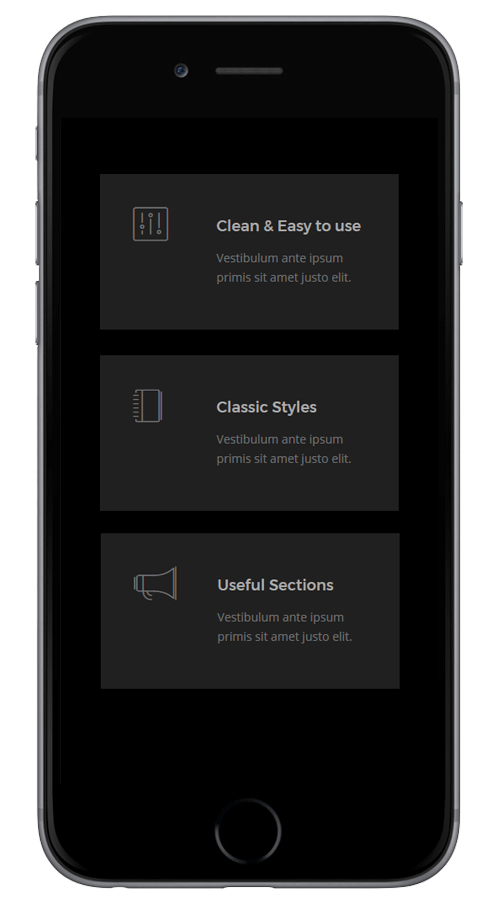 Clean & Easy to use
Vestibulum ante ipsum
primis sit amet justo elit.
Classic Styles
Vestibulum ante ipsum
primis sit amet justo elit.
Useful Sections
Vestibulum ante ipsum
primis sit amet justo elit.